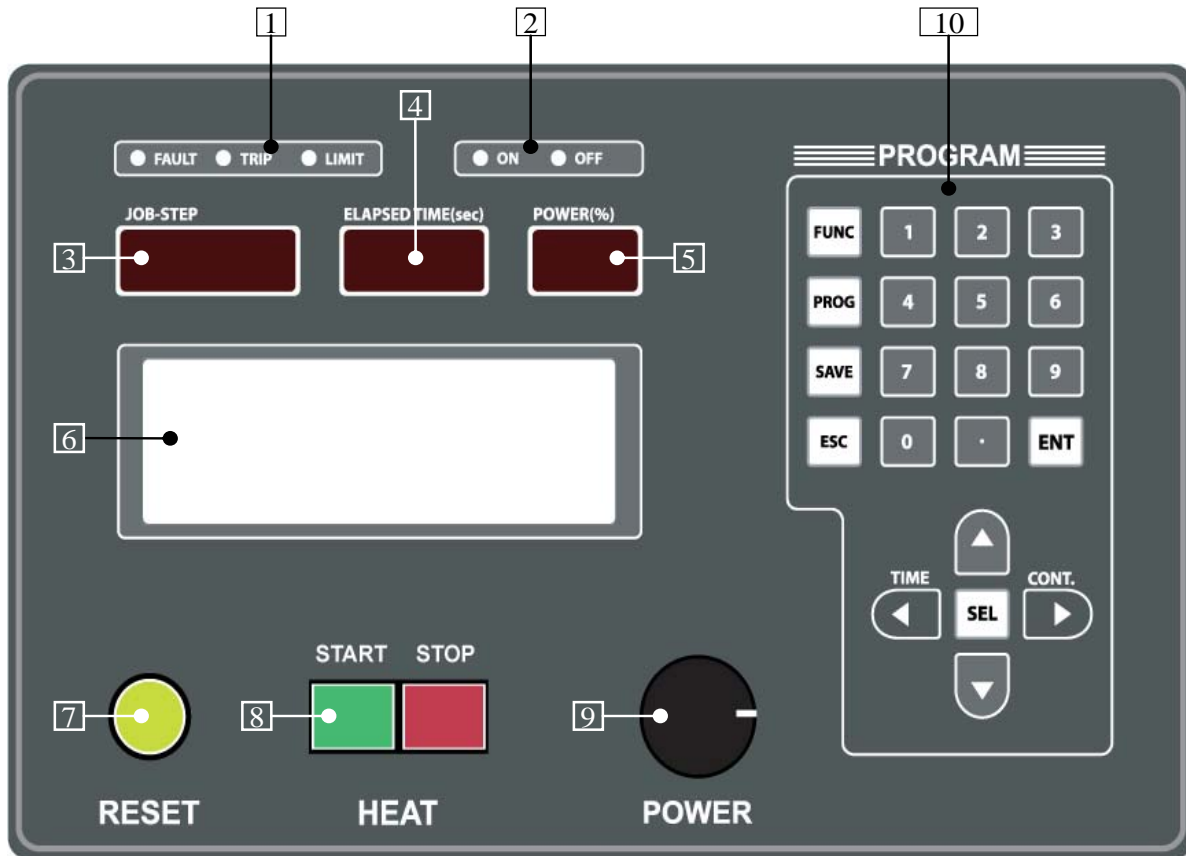 1 2 10
4
FAULT TRIP LIMIT ON OFF
PROGRAM
JOB-STEP ELAPSED TIME(sec) POWER(%)
FUNC 1 2 3
3 5
PROG 4 5 6
SAVE 7 8 9
6
ESC 0 . ENT
TIME CONT.
SEL
START STOP
7 8 9
RESET HEAT POWER